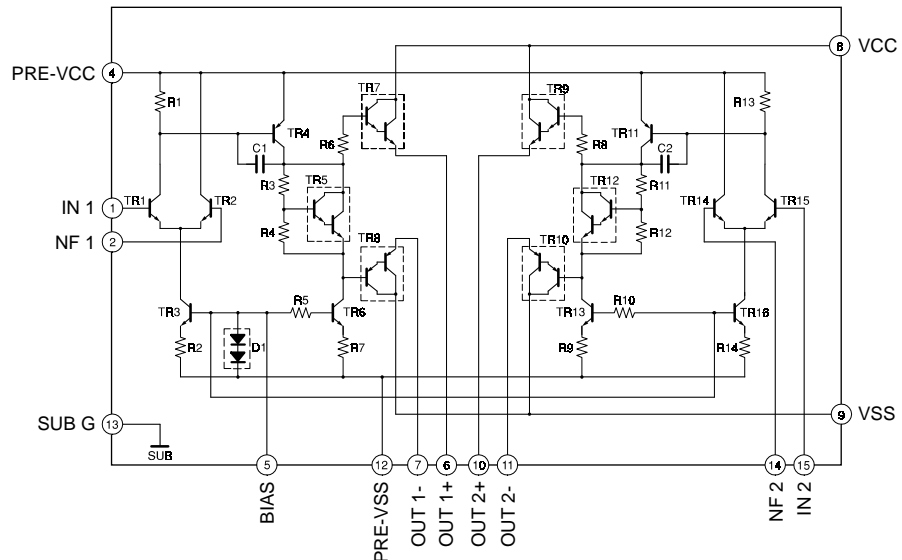 8 VCC
PRE-VCC 4
TR7
TR9
R1
R13
TR4
TR11
R6
R8
C1
C2
R3
TR5
TR12
R11
IN 1 1
TR1
TR2
TR14
TR15
NF 1 2
R4
R12
TR8
TR10
R5
R10
TR3
TR6
TR13
TR16
R2
D1
R7
R9
R14
9 VSS
SUB G 13
SUB
5
12
7
6
10
11
14
15
BIAS
PRE-VSS
OUT 1-
OUT 1+
OUT 2+
OUT 2-
NF 2
IN 2